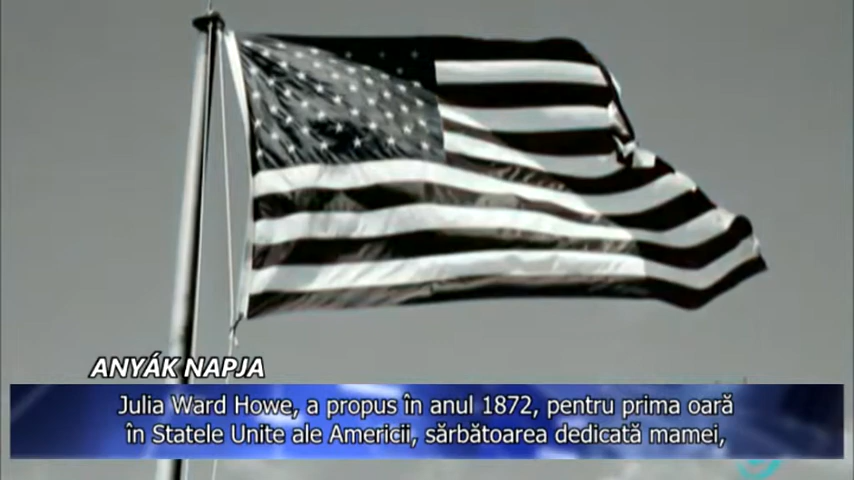 ANYÁK NAPJA
Julia Ward Howe, a propus în anul 1872, pentru prima oară
în Statele Unite ale Americii, sărbătoarea dedicată mamei,